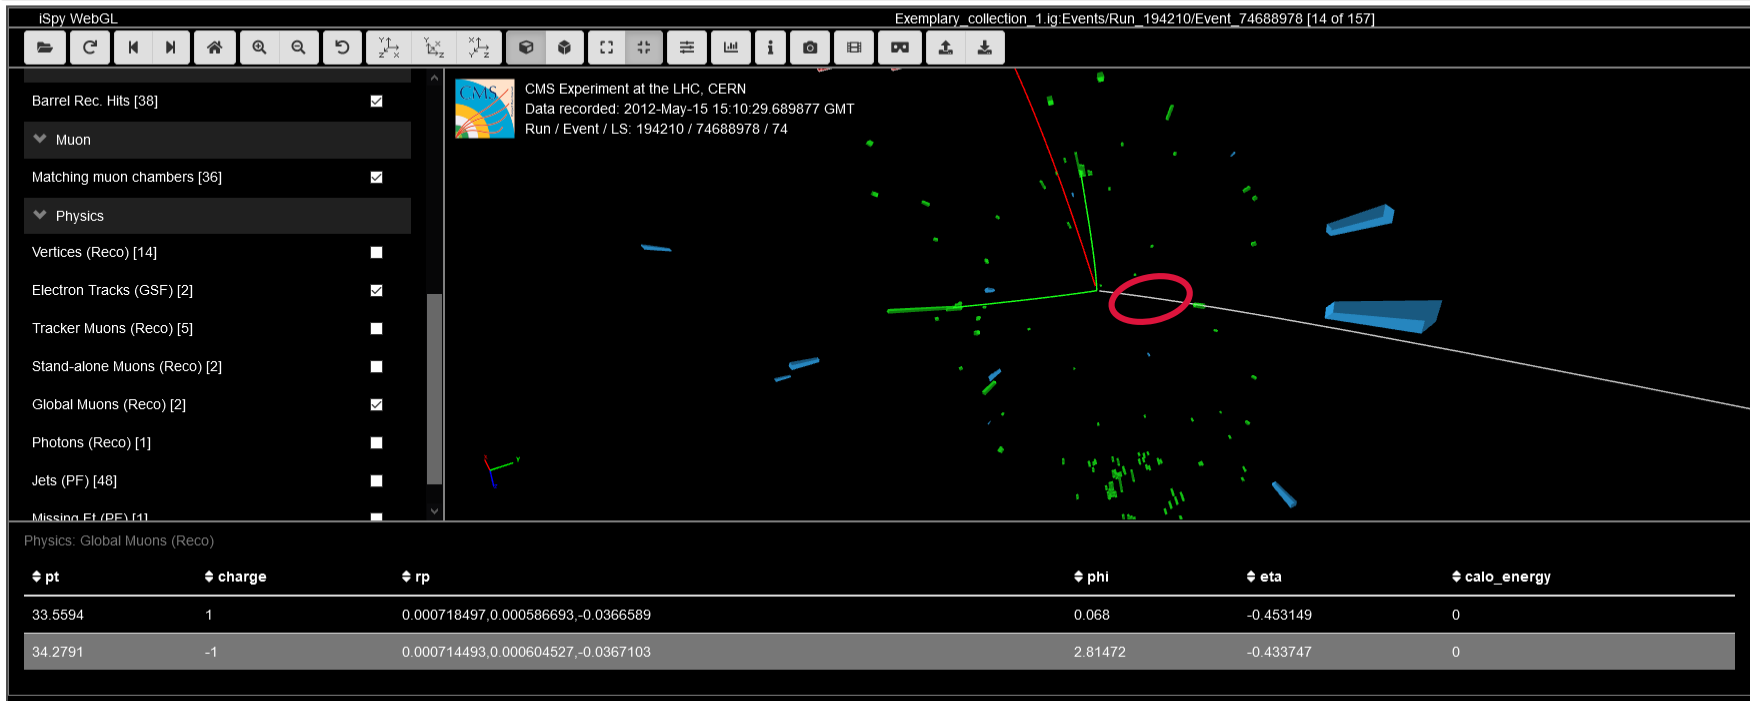 iSpy WebGL
Exemplary_collection_1.ig:Events/Run_194210/Event_74688978 [14 of 157]
Barrel Rec. Hits [38]
Muon
Matching muon chambers [36]
Physics
Vertices (Reco) [14]
Electron Tracks (GSF) [2]
Tracker Muons (Reco) [5]
Stand-alone Muons (Reco) [2]
Global Muons (Reco) [2]
Photons (Reco) [1]
Jets (PF) [48]
Missing Et (PF) [1]
CMS
CMS Experiment at the LHC, CERN
Data recorded: 2012-May-15 15:10:29.689877 GMT
Run / Event / LS: 194210 / 74688978 / 74
Physics: Global Muons (Reco)
pt charge rp phi eta calo_energy
33.5594 1 0.000718497,0.000586693,-0.0366589 0.068 -0.453149 0
34.2791 -1 0.000714493,0.000604527,-0.0367103 2.81472 -0.433747 0